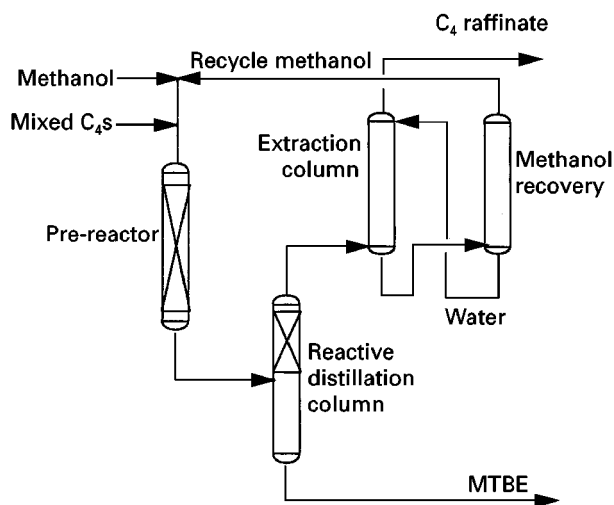 C₄ raffinate
Recycle methanol
Methanol
Mixed C₄s
Extraction
column
Methanol
recovery
Pre-reactor
Water
Reactive
distillation
column
MTBE